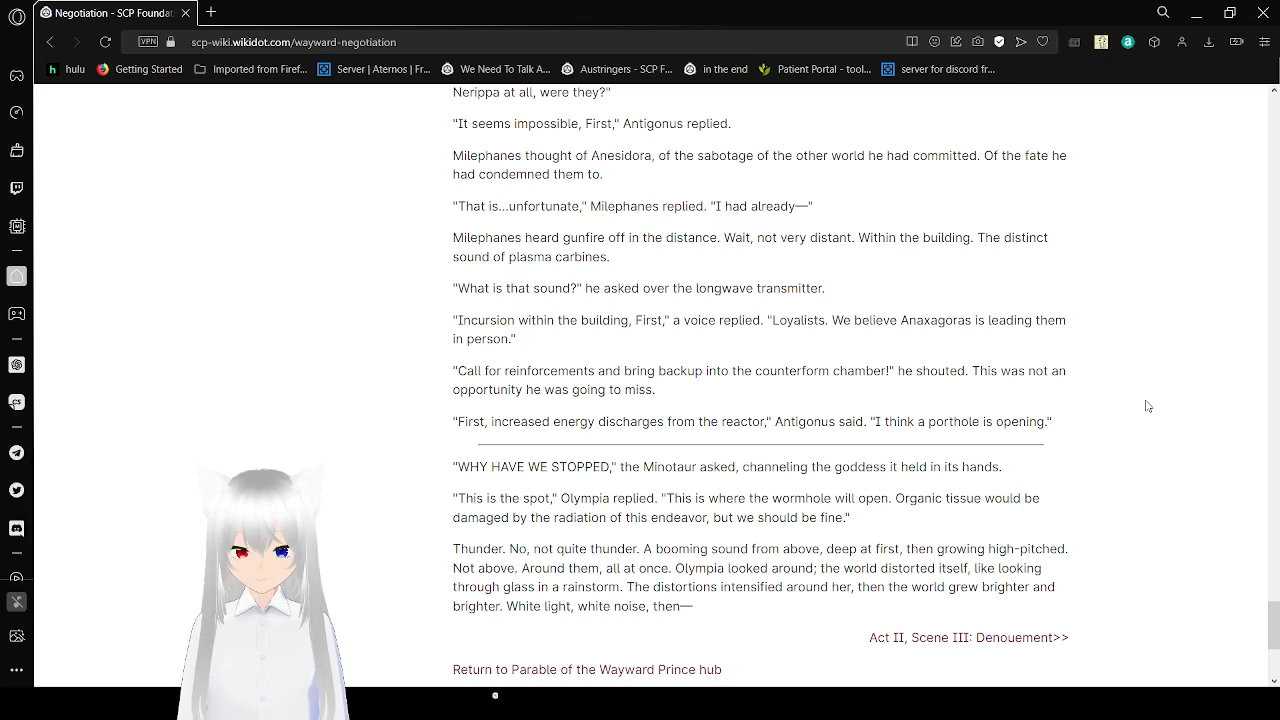 Negotiation - SCP Foundat
VPN
scp-wiki.wikidot.com/wayward-negotiation
hulu
Getting Started
Imported from Firef...
Server | Aternos | Fr...
We Need To Talk A...
Austringers - SCP F...
in the end
Patient Portal - tool...
server for discord fr...
Nerippa at all, were they?"
"It seems impossible, First," Antigonus replied.
Milephanes thought of Anesidora, of the sabotage of the other world he had committed. Of the fate he
had condemned them to.
"That is...unfortunate," Milephanes replied. "I had already—"
Milephanes heard gunfire off in the distance. Wait, not very distant. Within the building. The distinct
sound of plasma carbines.
"What is that sound?" he asked over the longwave transmitter.
"Incursion within the building, First," a voice replied. "Loyalists. We believe Anaxagoras is leading them
in person."
"Call for reinforcements and bring backup into the counterform chamber!" he shouted. This was not an
opportunity he was going to miss.
"First, increased energy discharges from the reactor," Antigonus said. "I think a porthole is opening."
"WHY HAVE WE STOPPED," the Minotaur asked, channeling the goddess it held in its hands.
"This is the spot," Olympia replied. "This is where the wormhole will open. Organic tissue would be
damaged by the radiation of this endeavor, but we should be fine."
Thunder. No, not quite thunder. A booming sound from above, deep at first, then growing high-pitched.
Not above. Around them, all at once. Olympia looked around; the world distorted itself, like looking
through glass in a rainstorm. The distortions intensified around her, then the world grew brighter and
brighter. White light, white noise, then—
Act II, Scene III: Denouement>>
Return to Parable of the Wayward Prince hub